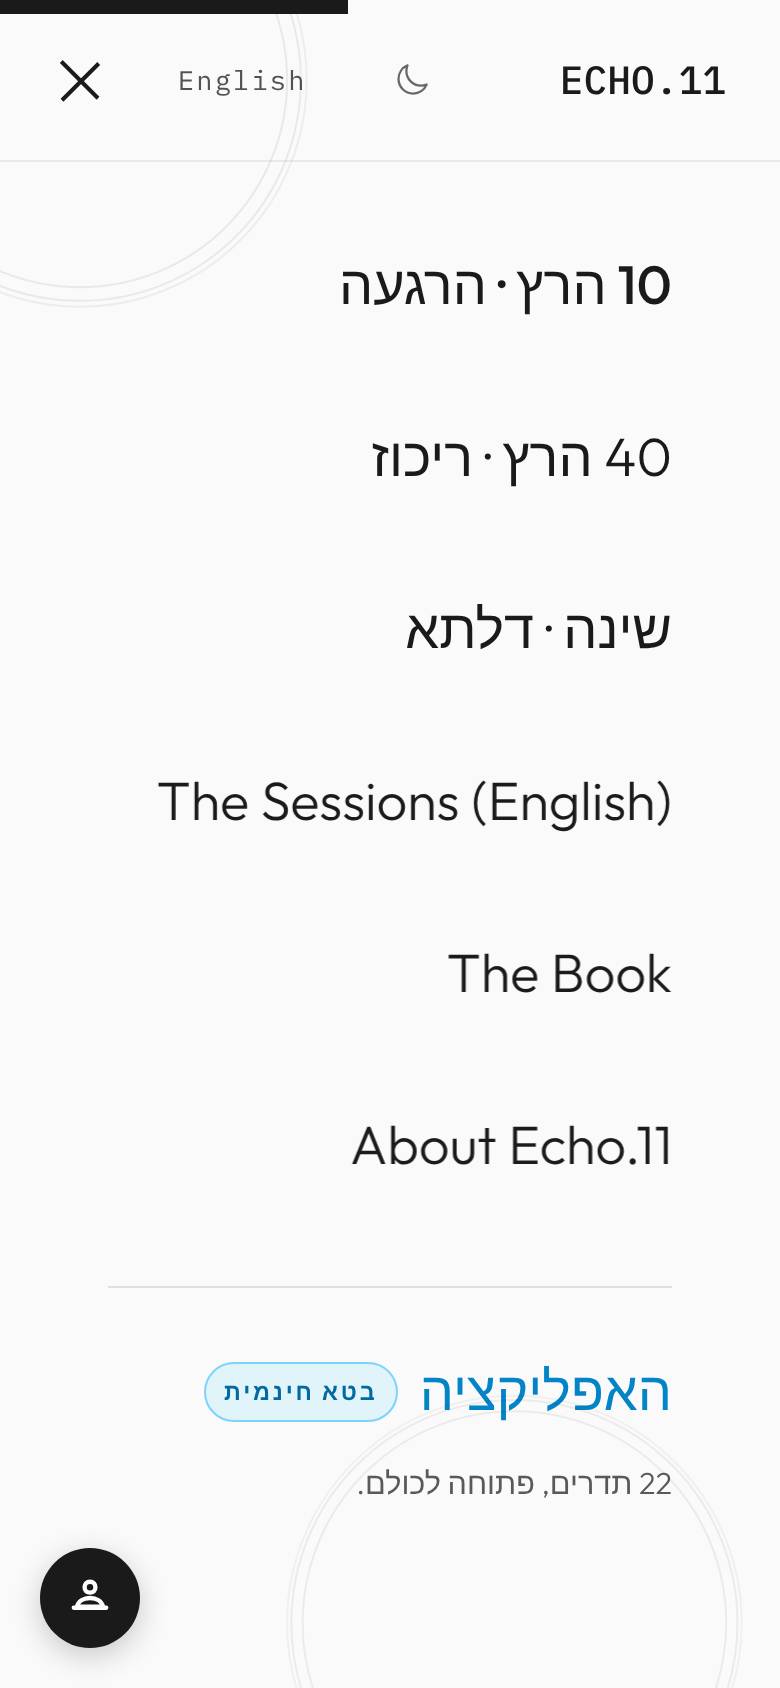 ECHO.11
English
10 הרץ · הרגעה
40 הרץ · ריכוז
שינה · דלתא
The Sessions (English)
The Book
About Echo.11
האפליקציה בטא חינמית
22 תדרים, פתוחה לכולם.